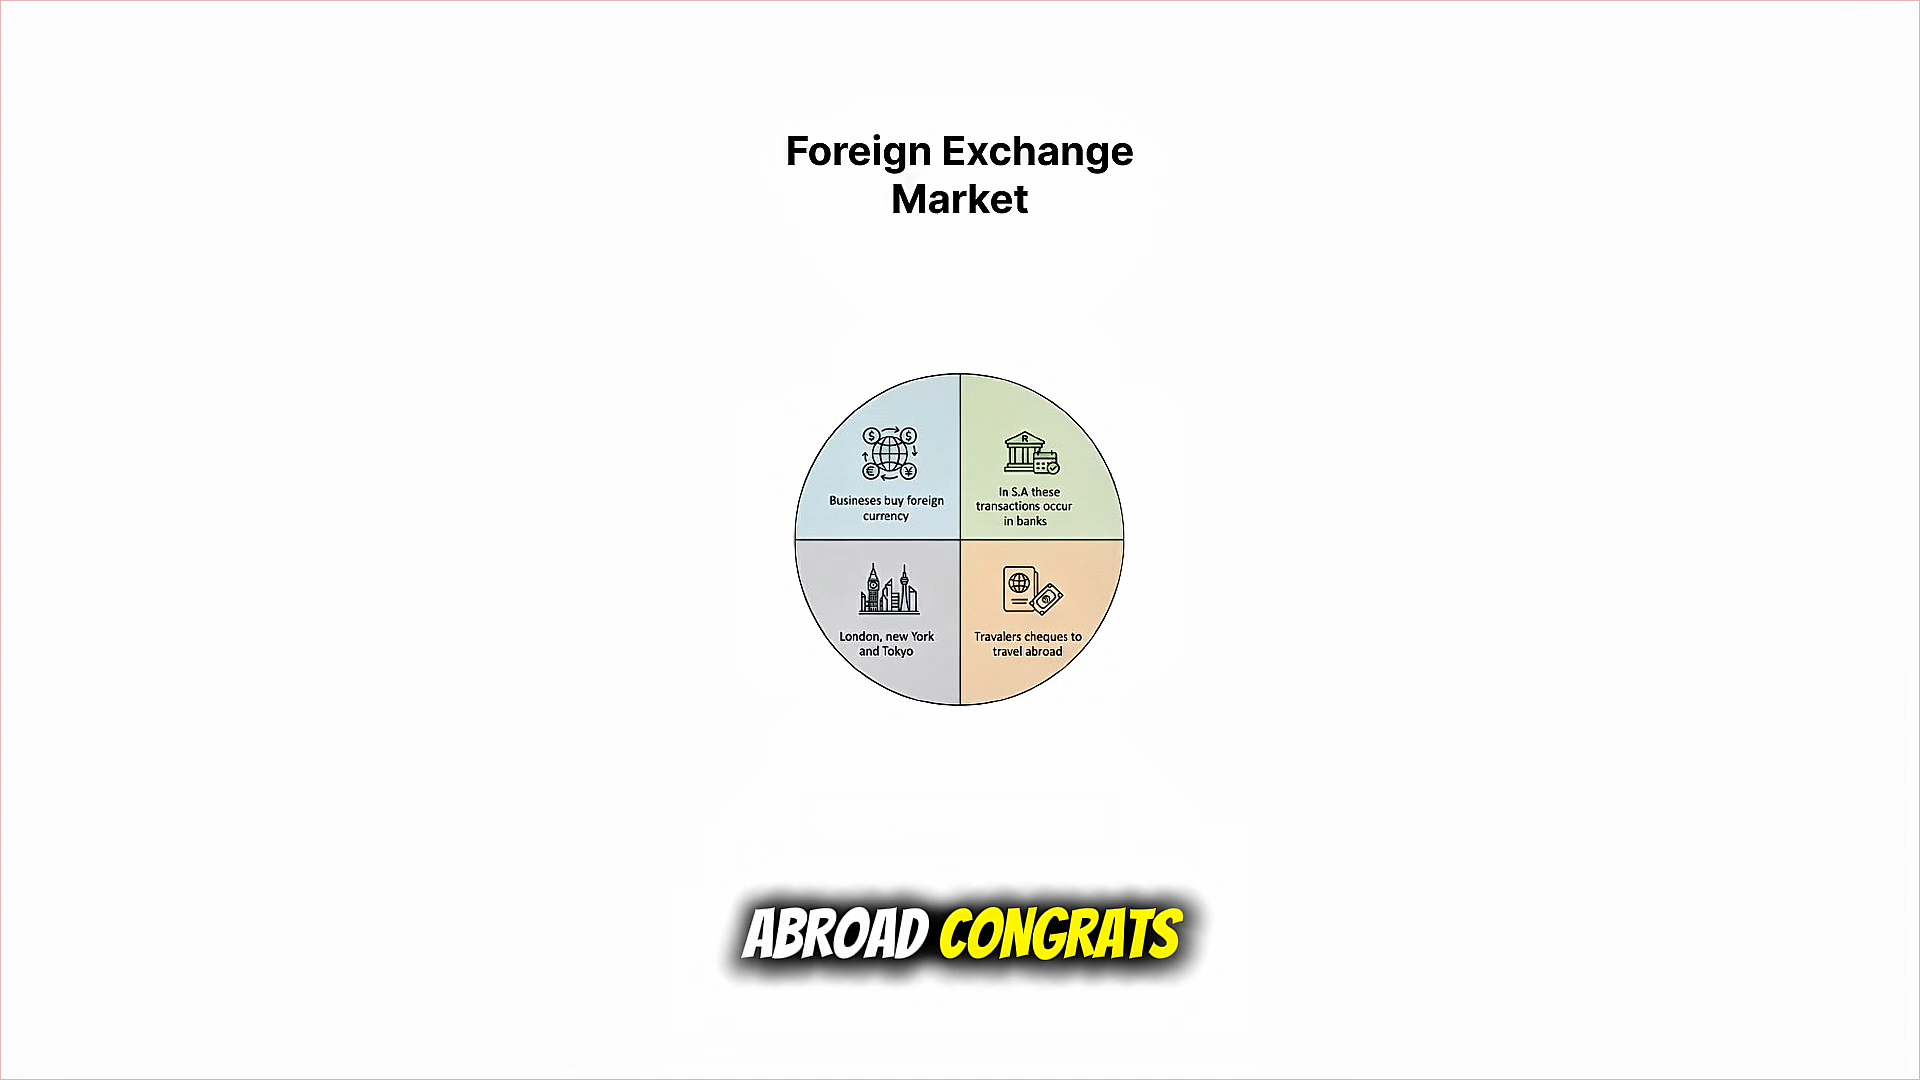 Foreign Exchange
Market
Busineses buy foreign
currency
In S.A these
transactions occur
in banks
London, new York
and Tokyo
Travalers cheques to
travel abroad
ABROAD CONGRATS